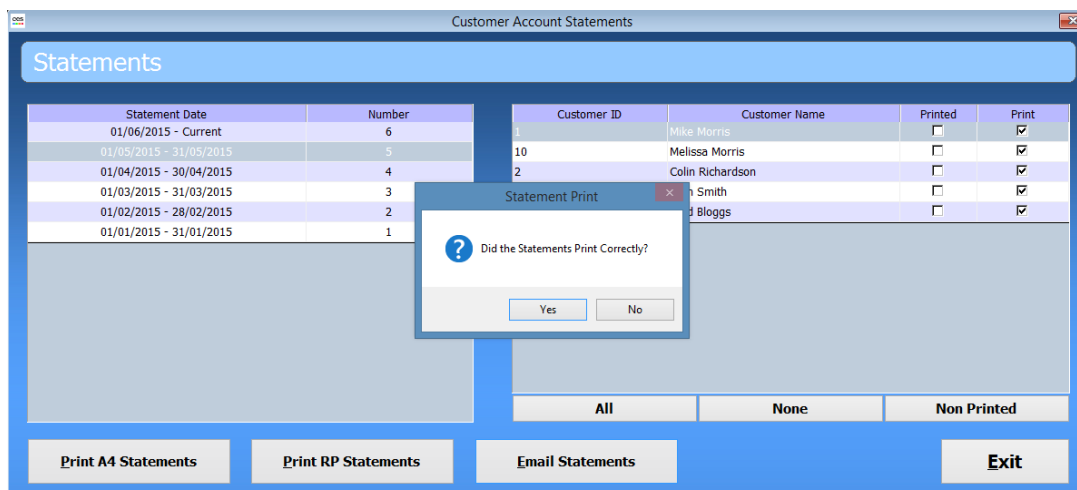 oes
Customer Account Statements
Statements
Statement Date Number
01/06/2015 - Current 6
01/05/2015 - 31/05/2015 5
01/04/2015 - 30/04/2015 4
01/03/2015 - 31/03/2015 3
01/02/2015 - 28/02/2015 2
01/01/2015 - 31/01/2015 1
Customer ID Customer Name Printed Print
1 Mike Morris
10 Melissa Morris
2 Colin Richardson
Smith
Bloggs
Statement Print
Did the Statements Print Correctly?
Yes No
All None Non Printed
Print A4 Statements Print RP Statements Email Statements Exit